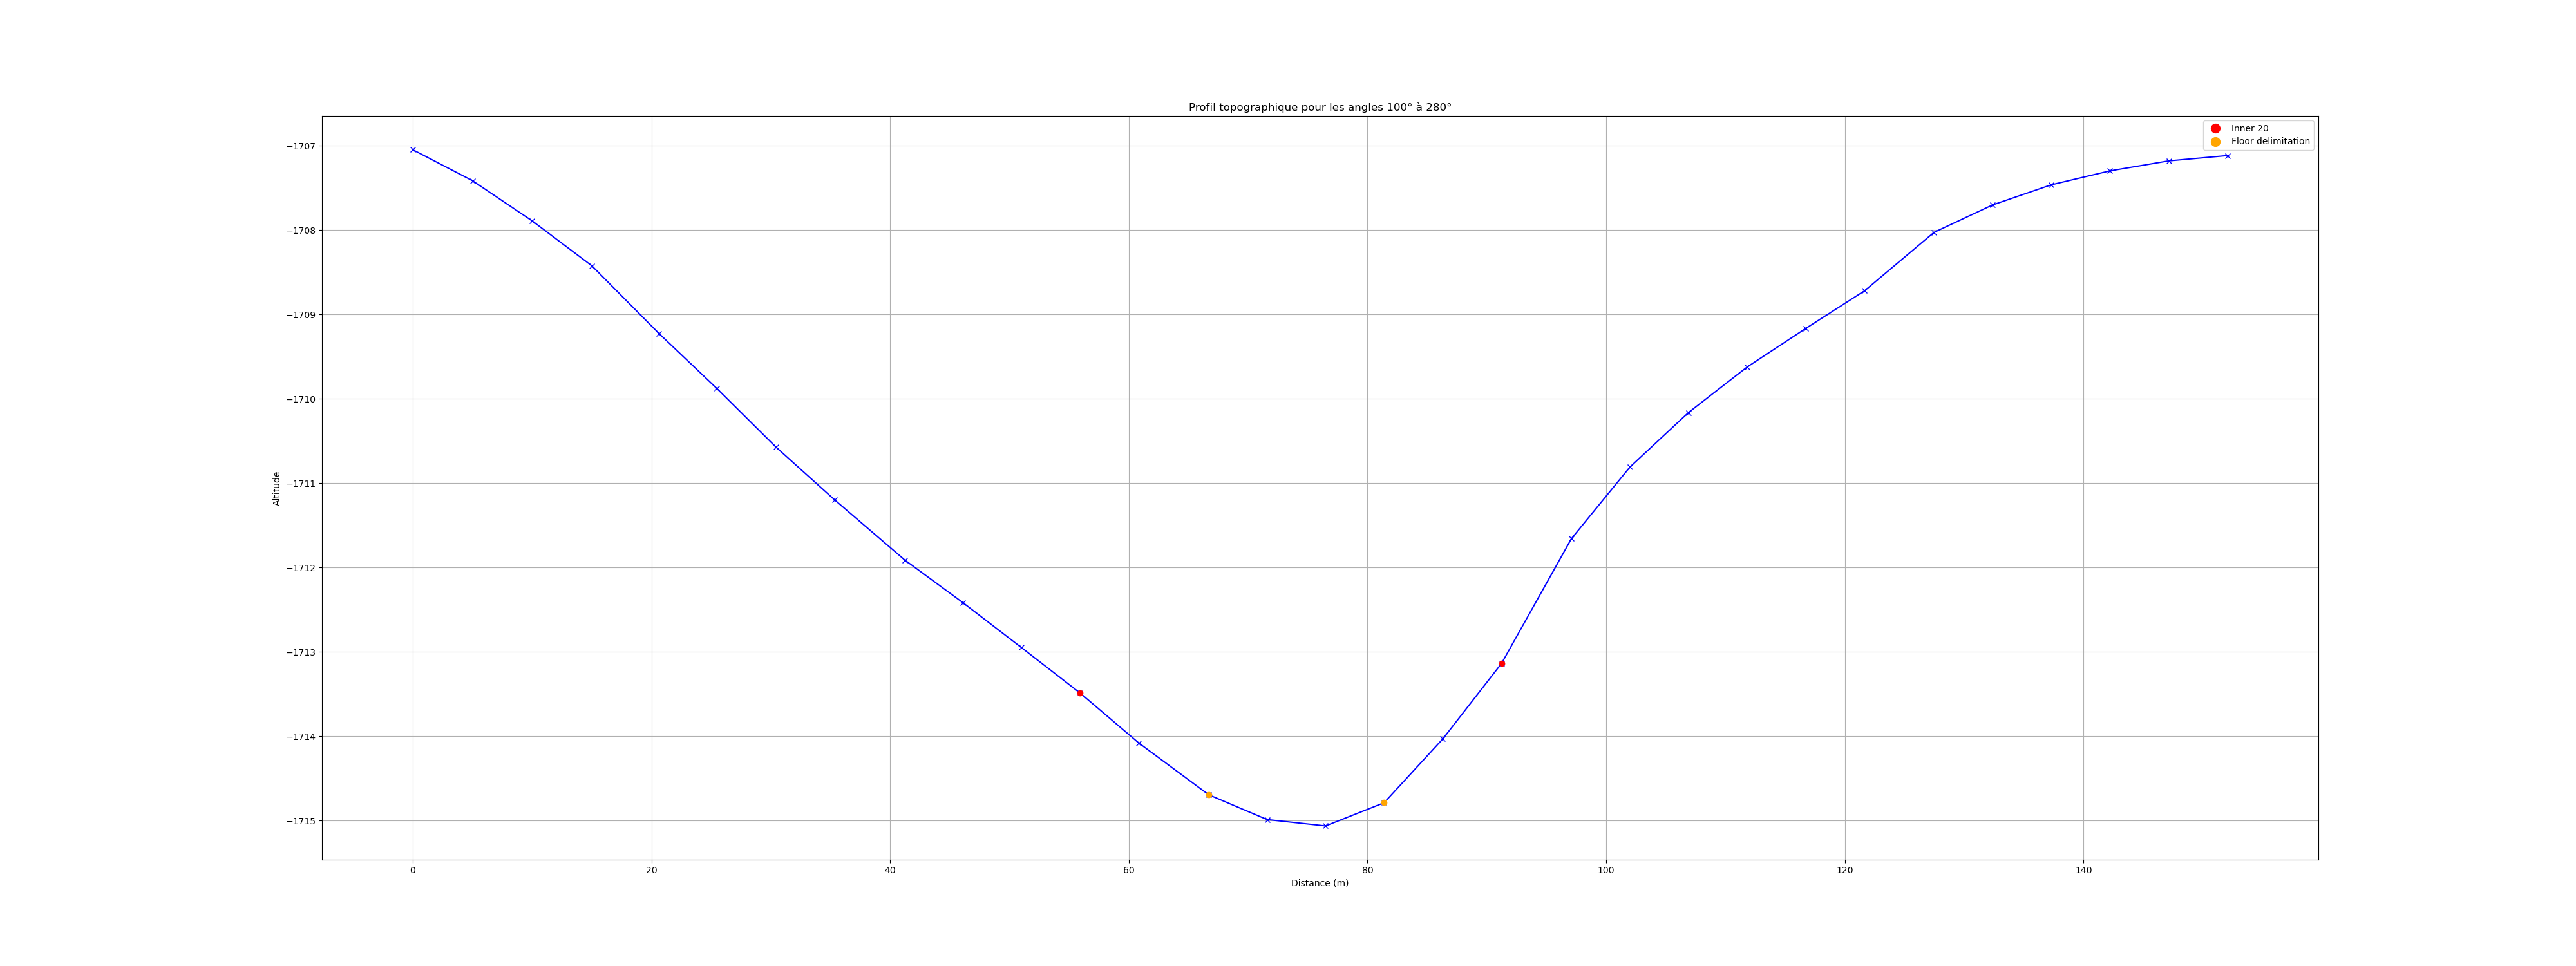 Profil topographique pour les angles 100° à 280°
Inner 20
Floor delimitation
−1707
−1708
−1709
−1710
−1711
−1712
−1713
−1714
−1715
Altitude
0 20 40 60 80 100 120 140
Distance (m)